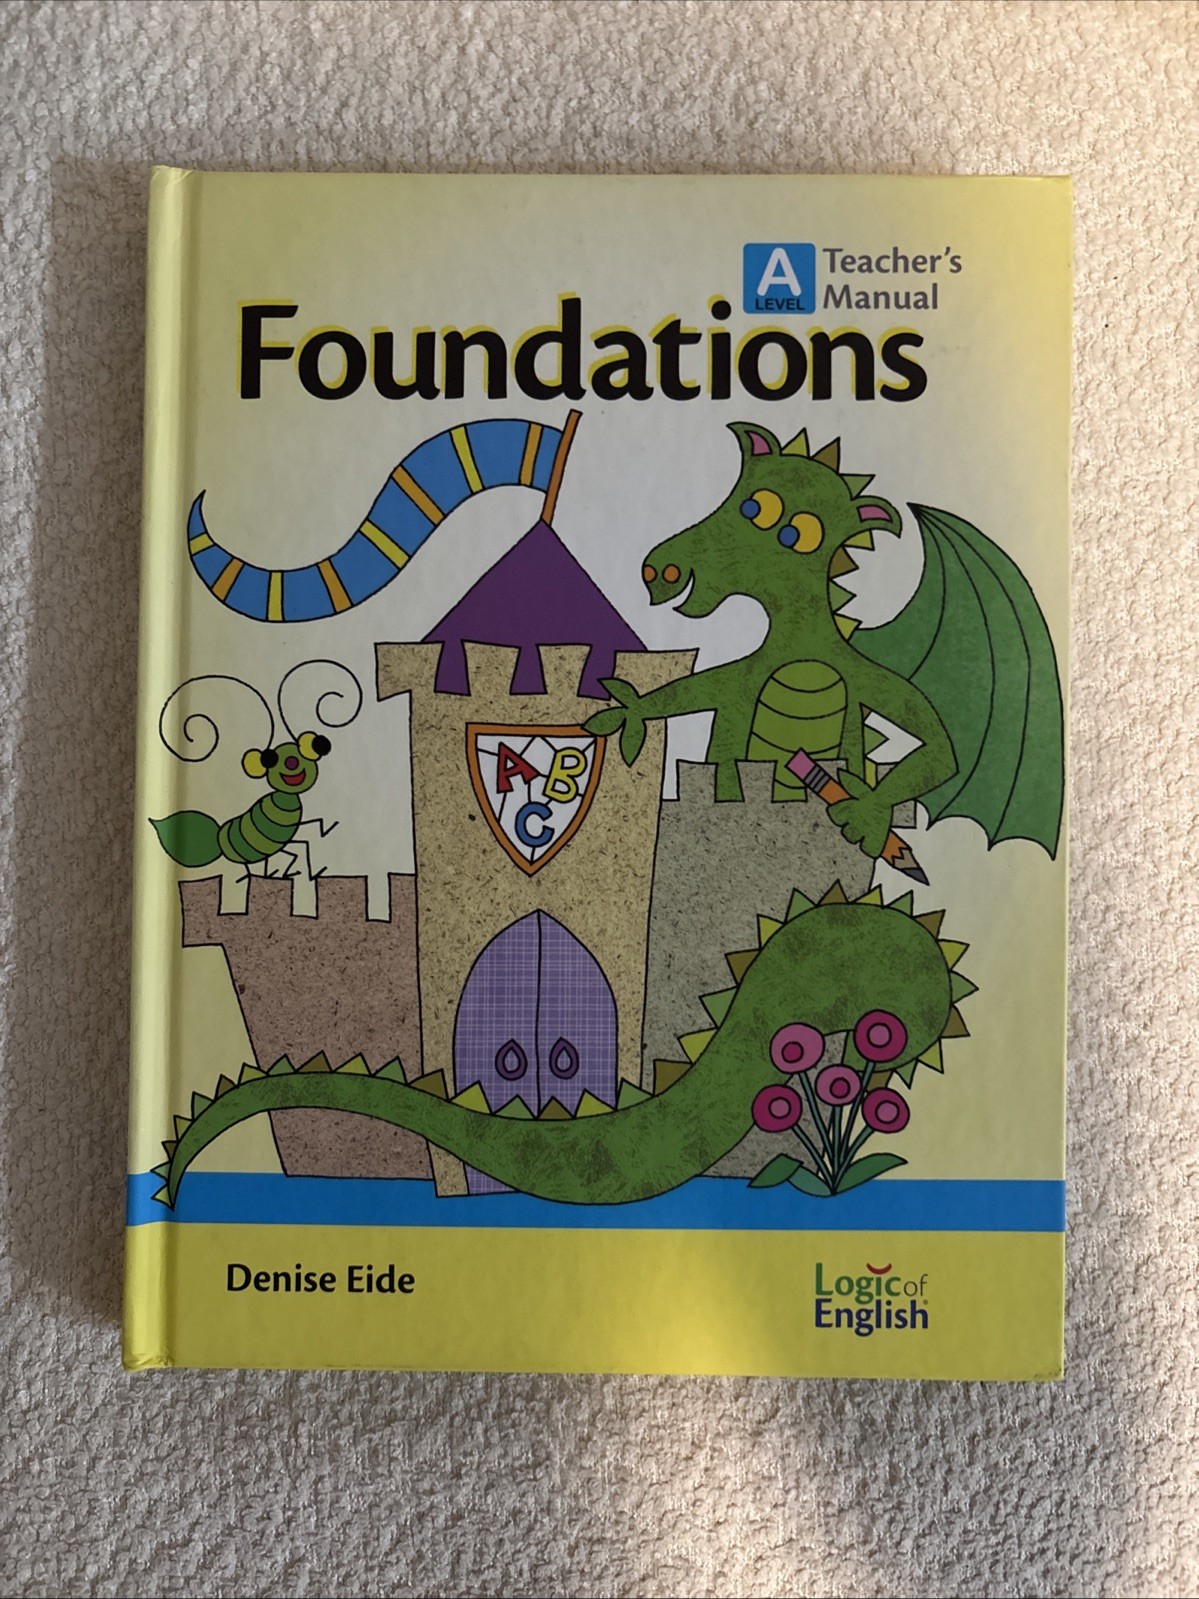 A
LEVEL
Teacher's
Manual
Foundations
A B
C
Denise Eide
Logic of
English®